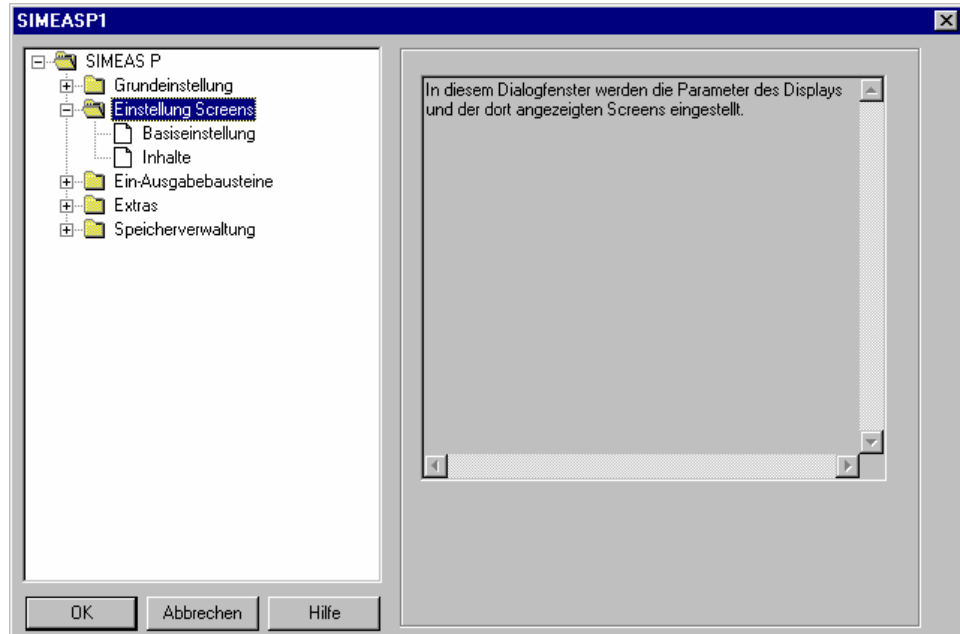 SIMEASP1
SIMEAS P
Grundeinstellung
Einstellung Screens
Basiseinstellung
Inhalte
Ein-Ausgabebausteine
Extras
Speicherverwaltung
In diesem Dialogfenster werden die Parameter des Displays
und der dort angezeigten Screens eingestellt.
OK
Abbrechen
Hilfe